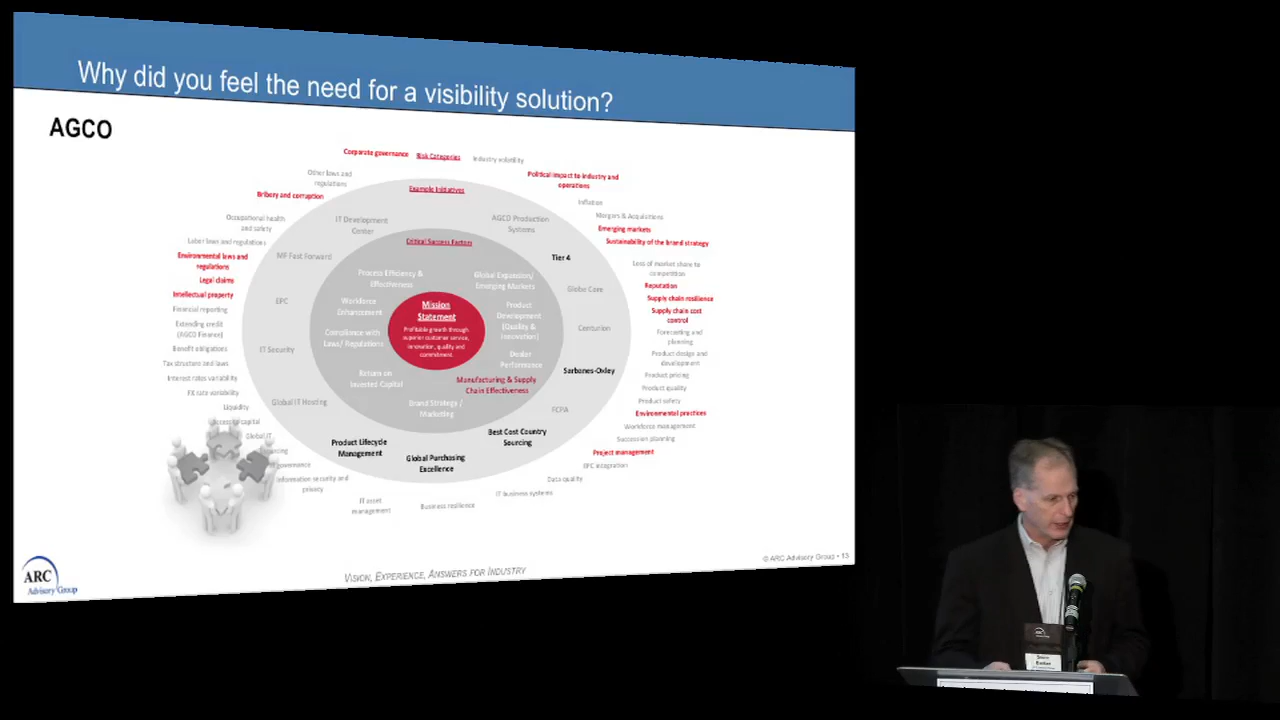 Why did you feel the need for a visibility solution?
AGCO
Corporate governance
Risk Categories
Industry volatility
Political impact to industry and
operations
Inflation
Mergers & Acquisitions
Emerging markets
Sustainability of the brand strategy
Loss of market share to
competition
Reputation
Supply chain resilience
Supply chain cost
control
Forecasting and
planning
Product design and
development
Product pricing
Product quality
Product safety
Environmental practices
Workforce management
Succession planning
Project management
EPC integration
Data quality
IT business systems
Business resilience
IT asset
management
Information security and
privacy
governance
Global IT
capital
Liquidity
FX rate variability
Interest rates variability
Tax structure and laws
Benefit obligations
Extending credit
(AGCO Finance)
Financial reporting
Intellectual property
Legal claims
Environmental laws and
regulations
Labor laws and regulations
Occupational health
and safety
Bribery and corruption
Other laws and
regulations
Example Initiatives
AGCO Production
Systems
Tier 4
Globe Com
Centurion
Sarbanes-Oxley
FCPA
Best Cost Country
Sourcing
Global Purchasing
Excellence
Product Lifecycle
Management
Global IT Hosting
IT Security
EPC
MF Fast Forward
IT Development
Center
Critical Success Factors
Global Expansion/
Emerging Markets
Product
Development
(Quality &
Innovation)
Dealer
Performance
Manufacturing & Supply
Chain Effectiveness
Brand Strategy /
Marketing
Return on
Invested Capital
Compliance with
Laws/ Regulations
Workforce
Enhancement
Process Efficiency &
Effectiveness
Mission
Statement
Profitable growth through
superior customer service,
innovation, quality and
commitment.
ARC
Advisory Group
VISION, EXPERIENCE, ANSWERS FOR INDUSTRY
© ARC Advisory Group • 13
ARC